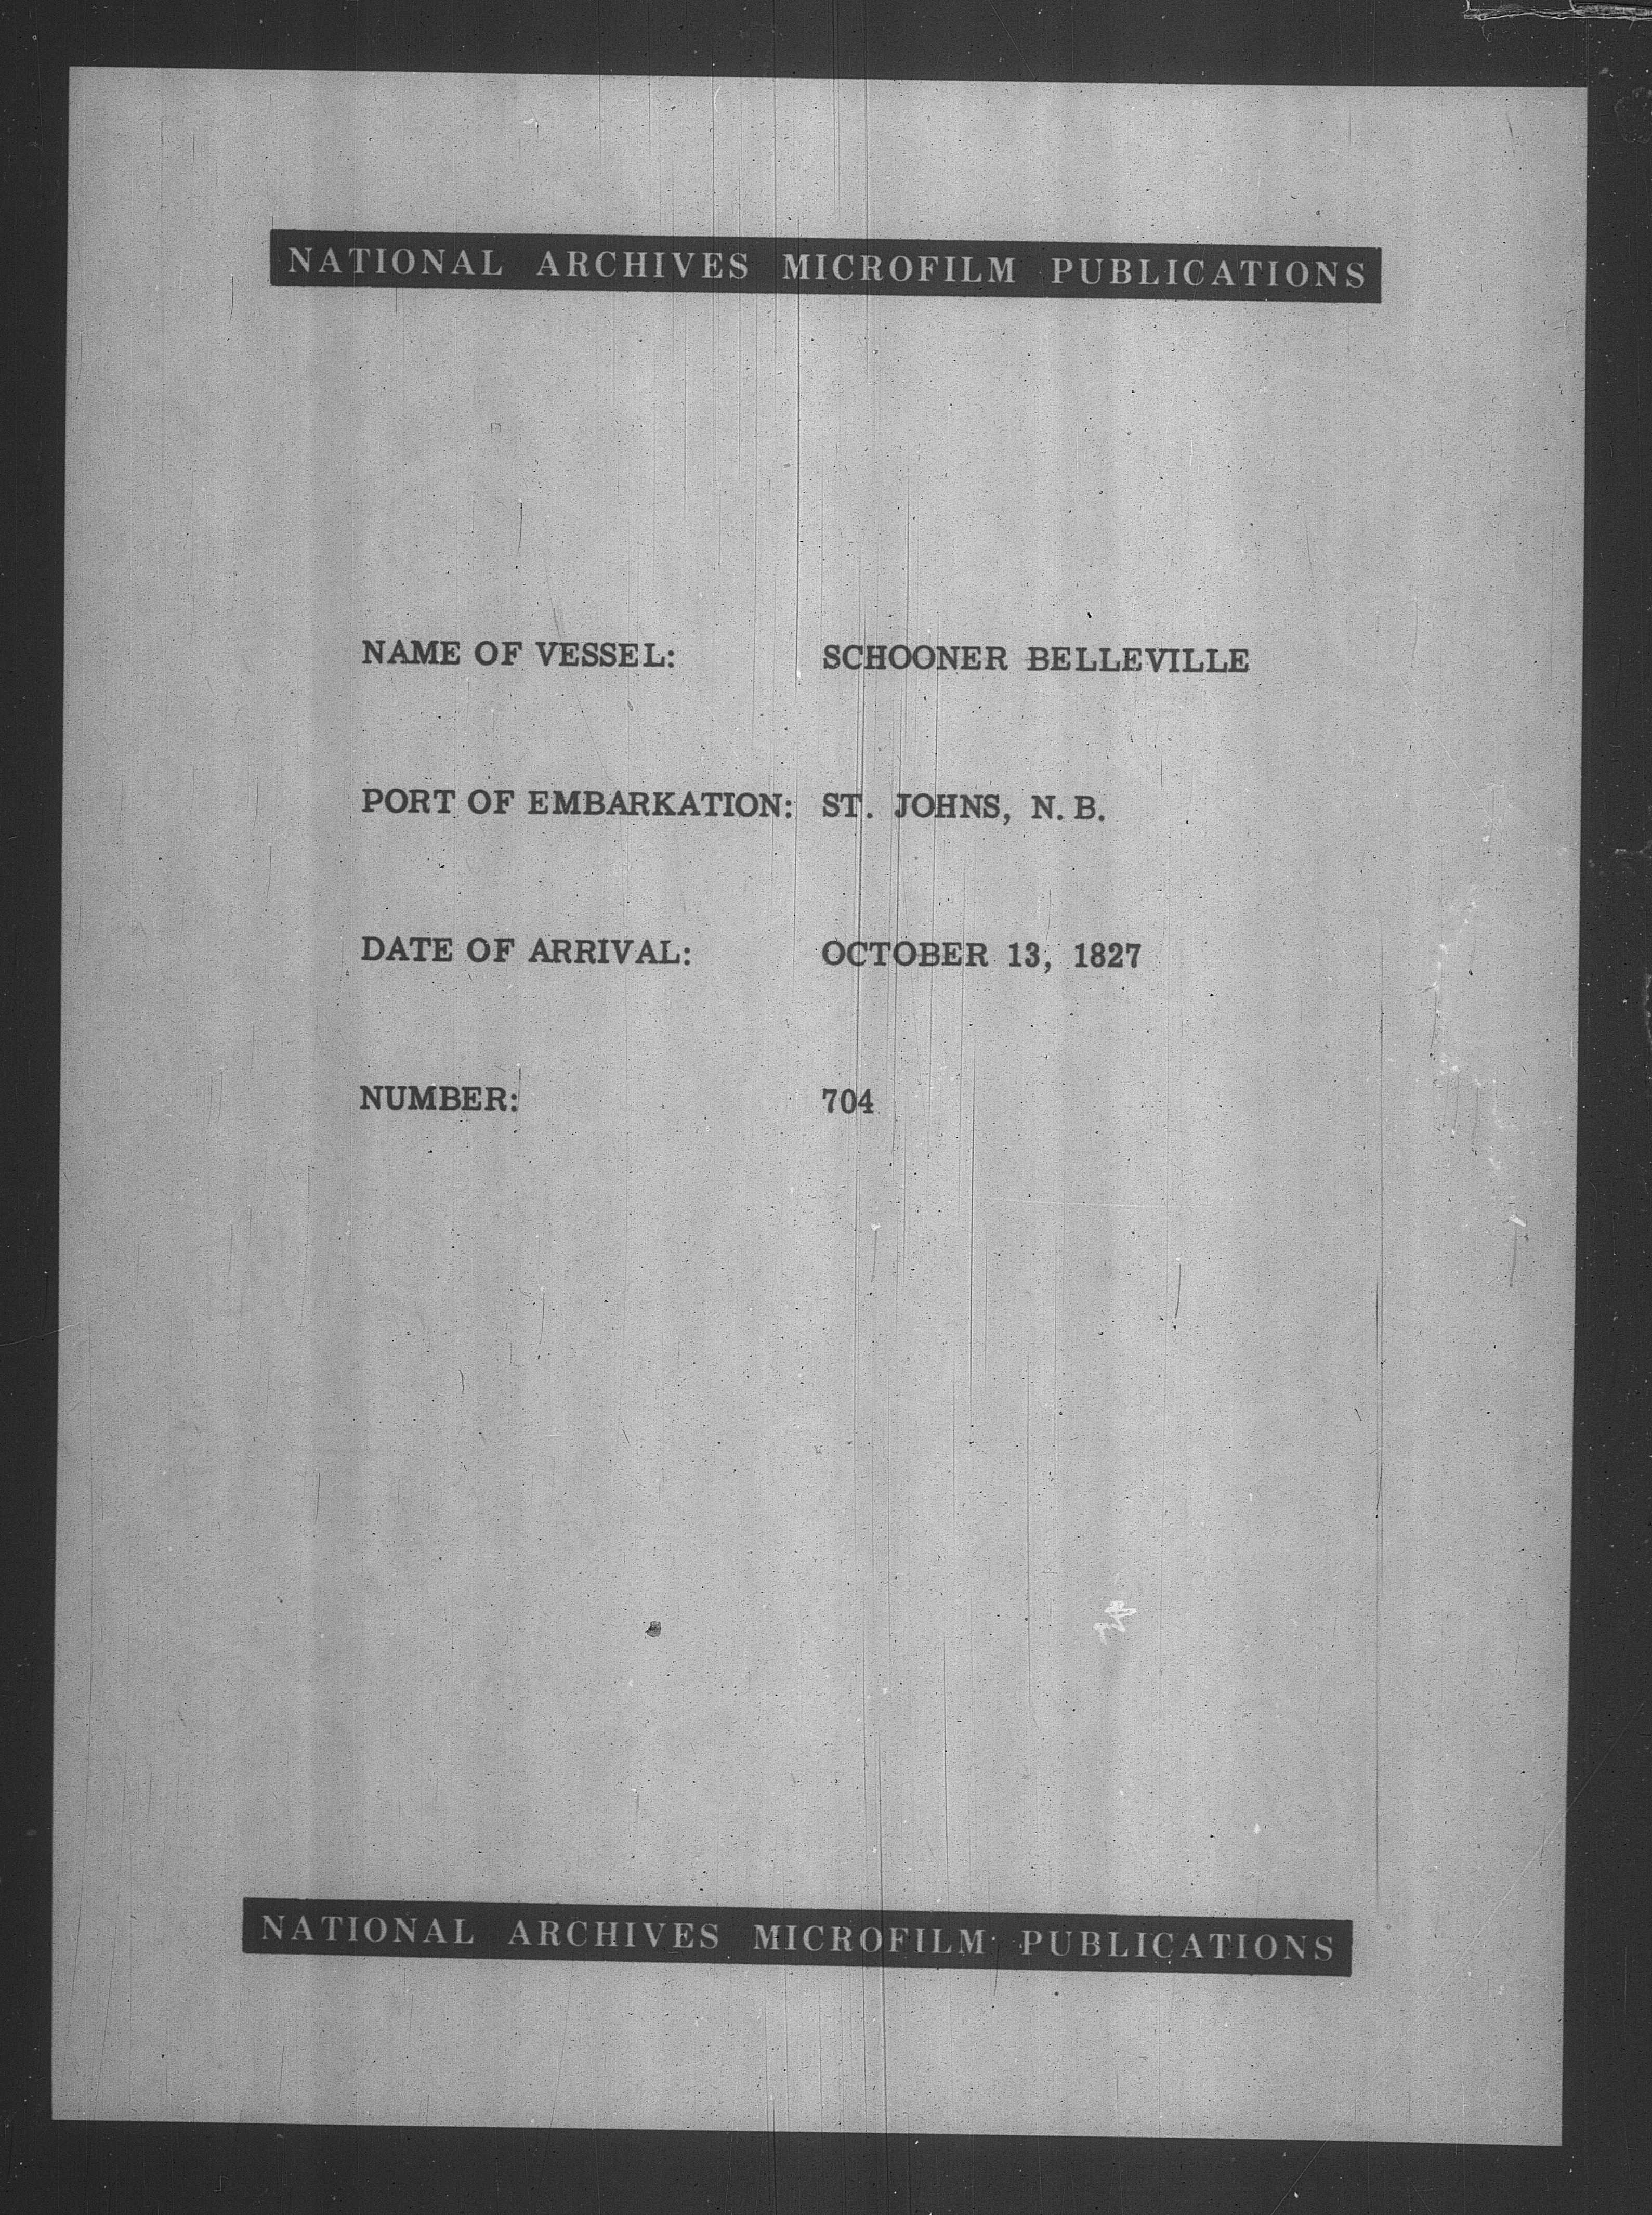 NATIONAL ARCHIVES MICROFILM PUBLICATIONS
NAME OF VESSEL: SCHOONER BELLEVILLE
PORT OF EMBARKATION: ST. JOHNS, N. B.
DATE OF ARRIVAL: OCTOBER 13, 1827
NUMBER: 704
NATIONAL ARCHIVES MICROFILM PUBLICATIONS